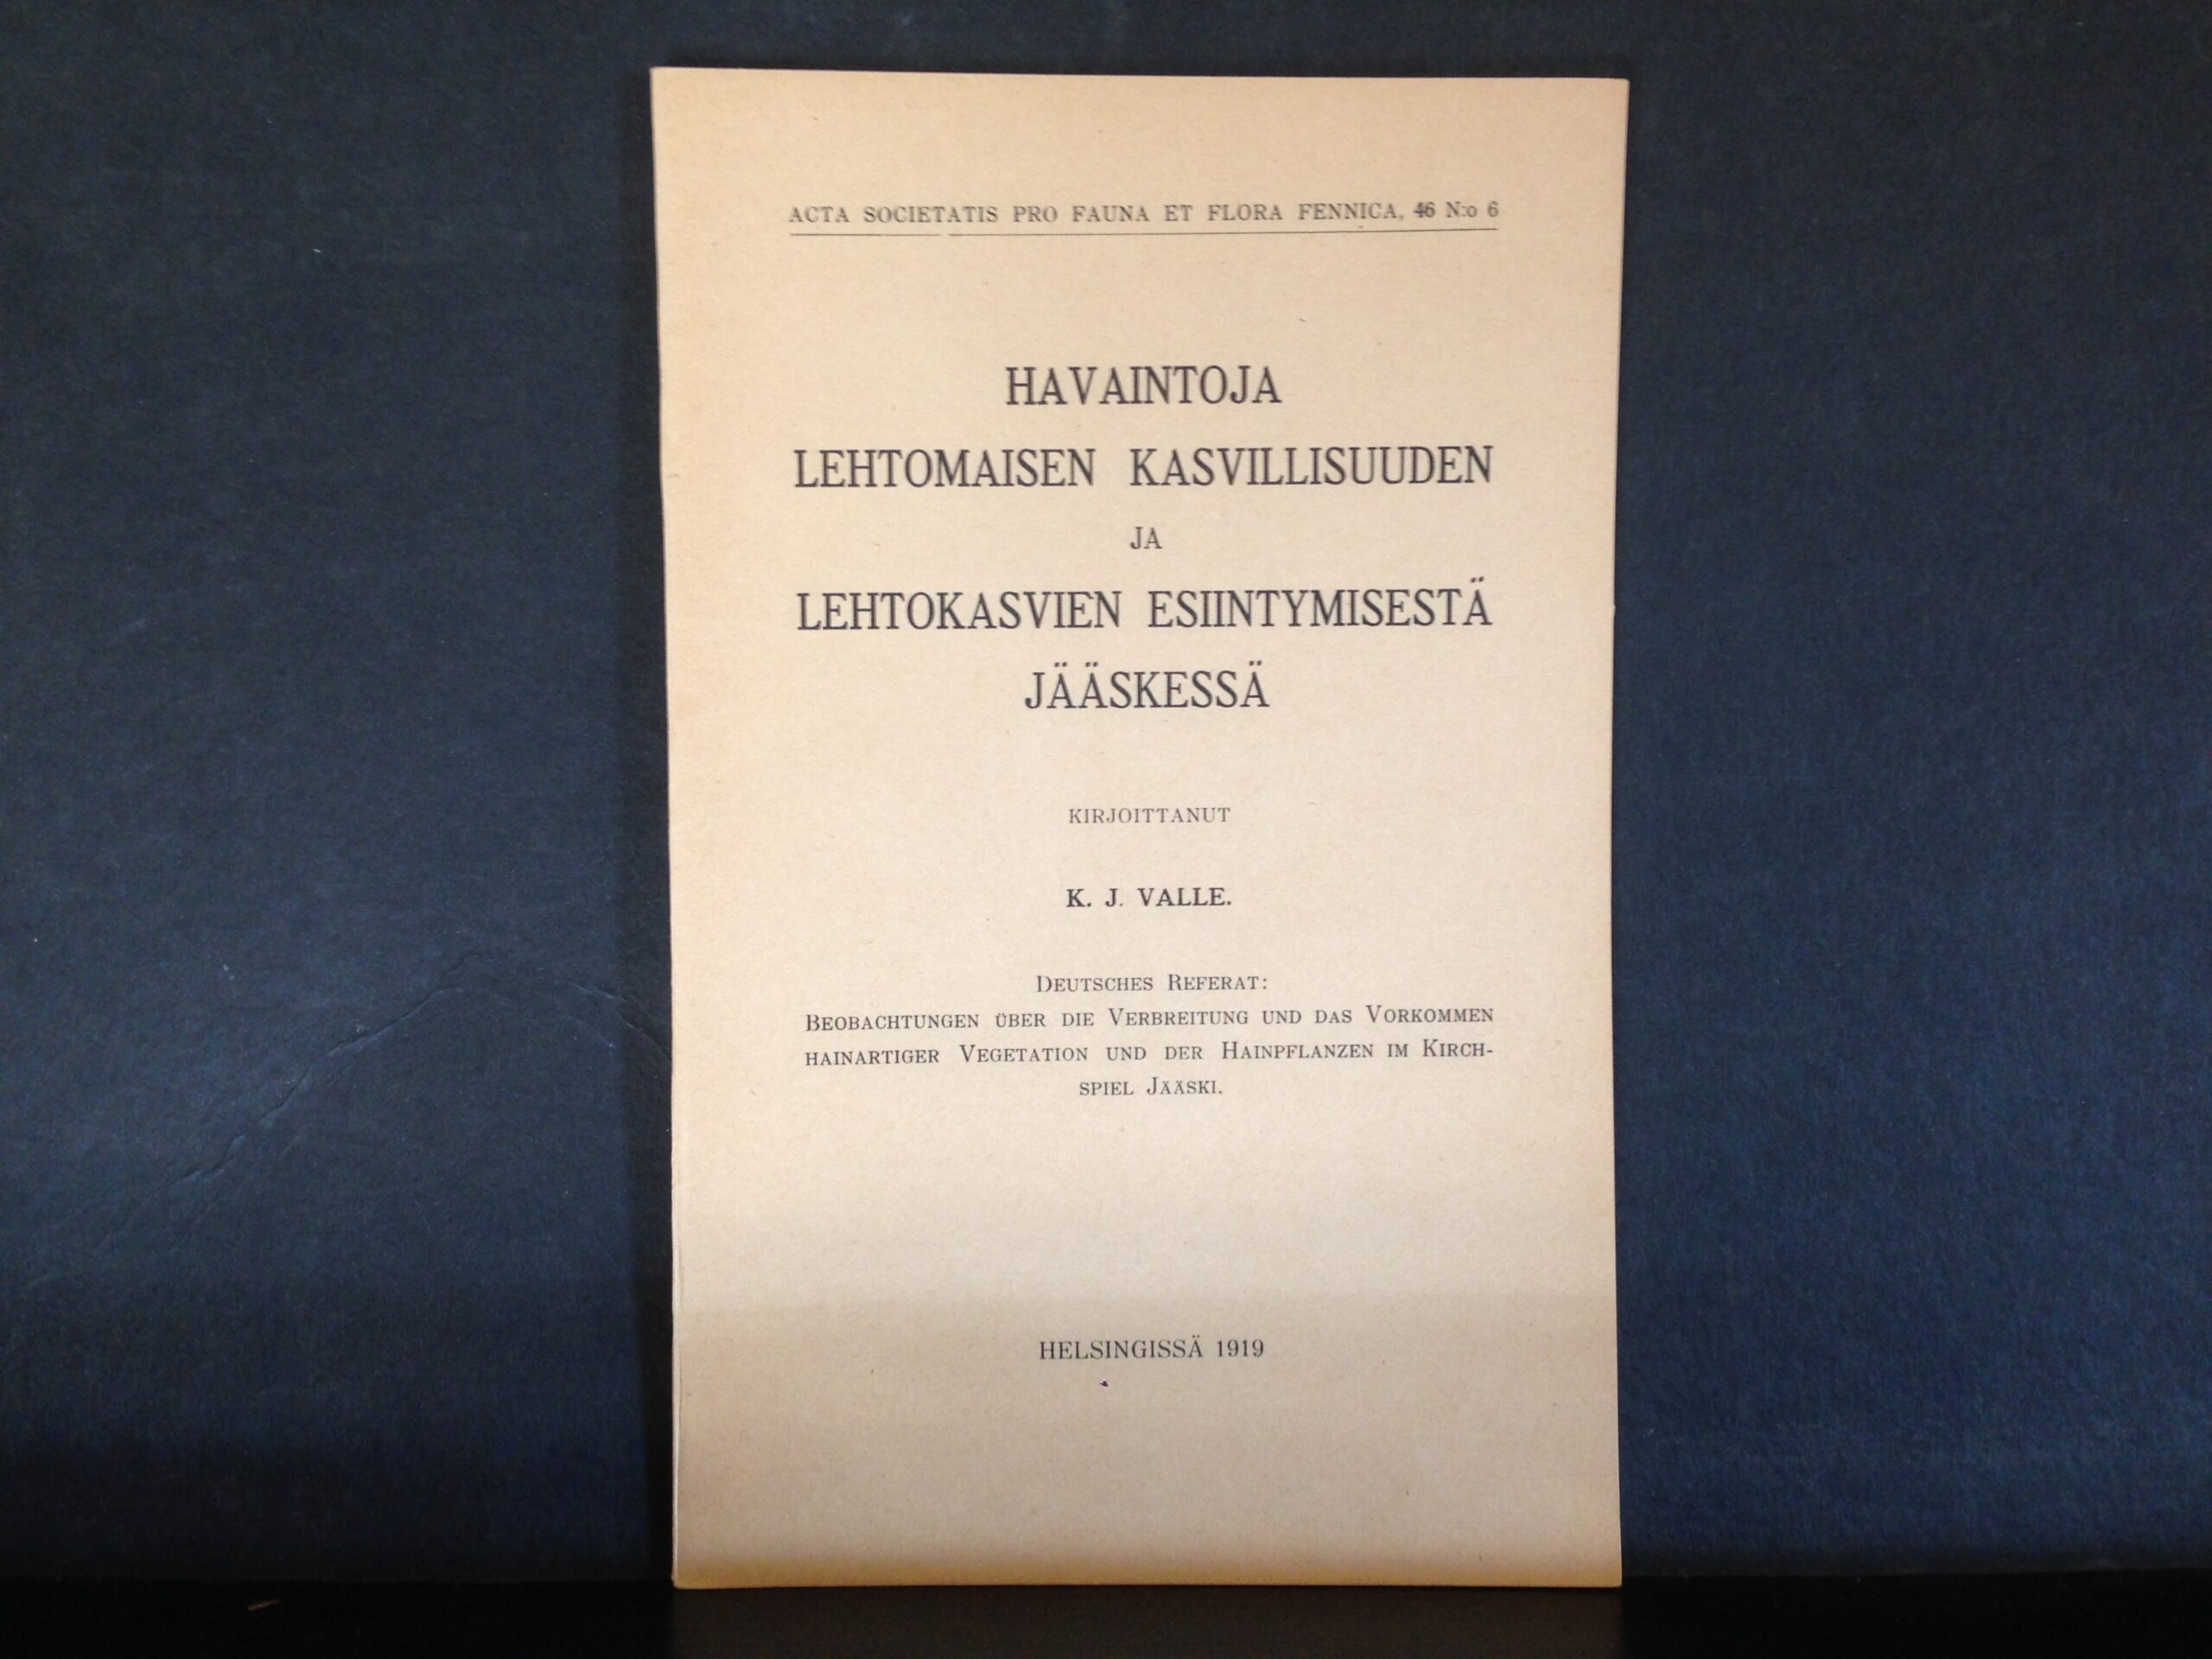 ACTA SOCIETATIS PRO FAUNA ET FLORA FENNICA, 46 N:o 6
HAVAINTOJA
LEHTOMAISEN KASVILLISUUDEN
JA
LEHTOKASVIEN ESIINTYMISESTÄ
JÄÄSKESSÄ
KIRJOITTANUT
K. J. VALLE.
DEUTSCHES REFERAT:
BEOBACHTUNGEN ÜBER DIE VERBREITUNG UND DAS VORKOMMEN
HAINARTIGER VEGETATION UND DER HAINPFLANZEN IM KIRCH-
SPIEL JÄÄSKI.
HELSINGISSÄ 1919